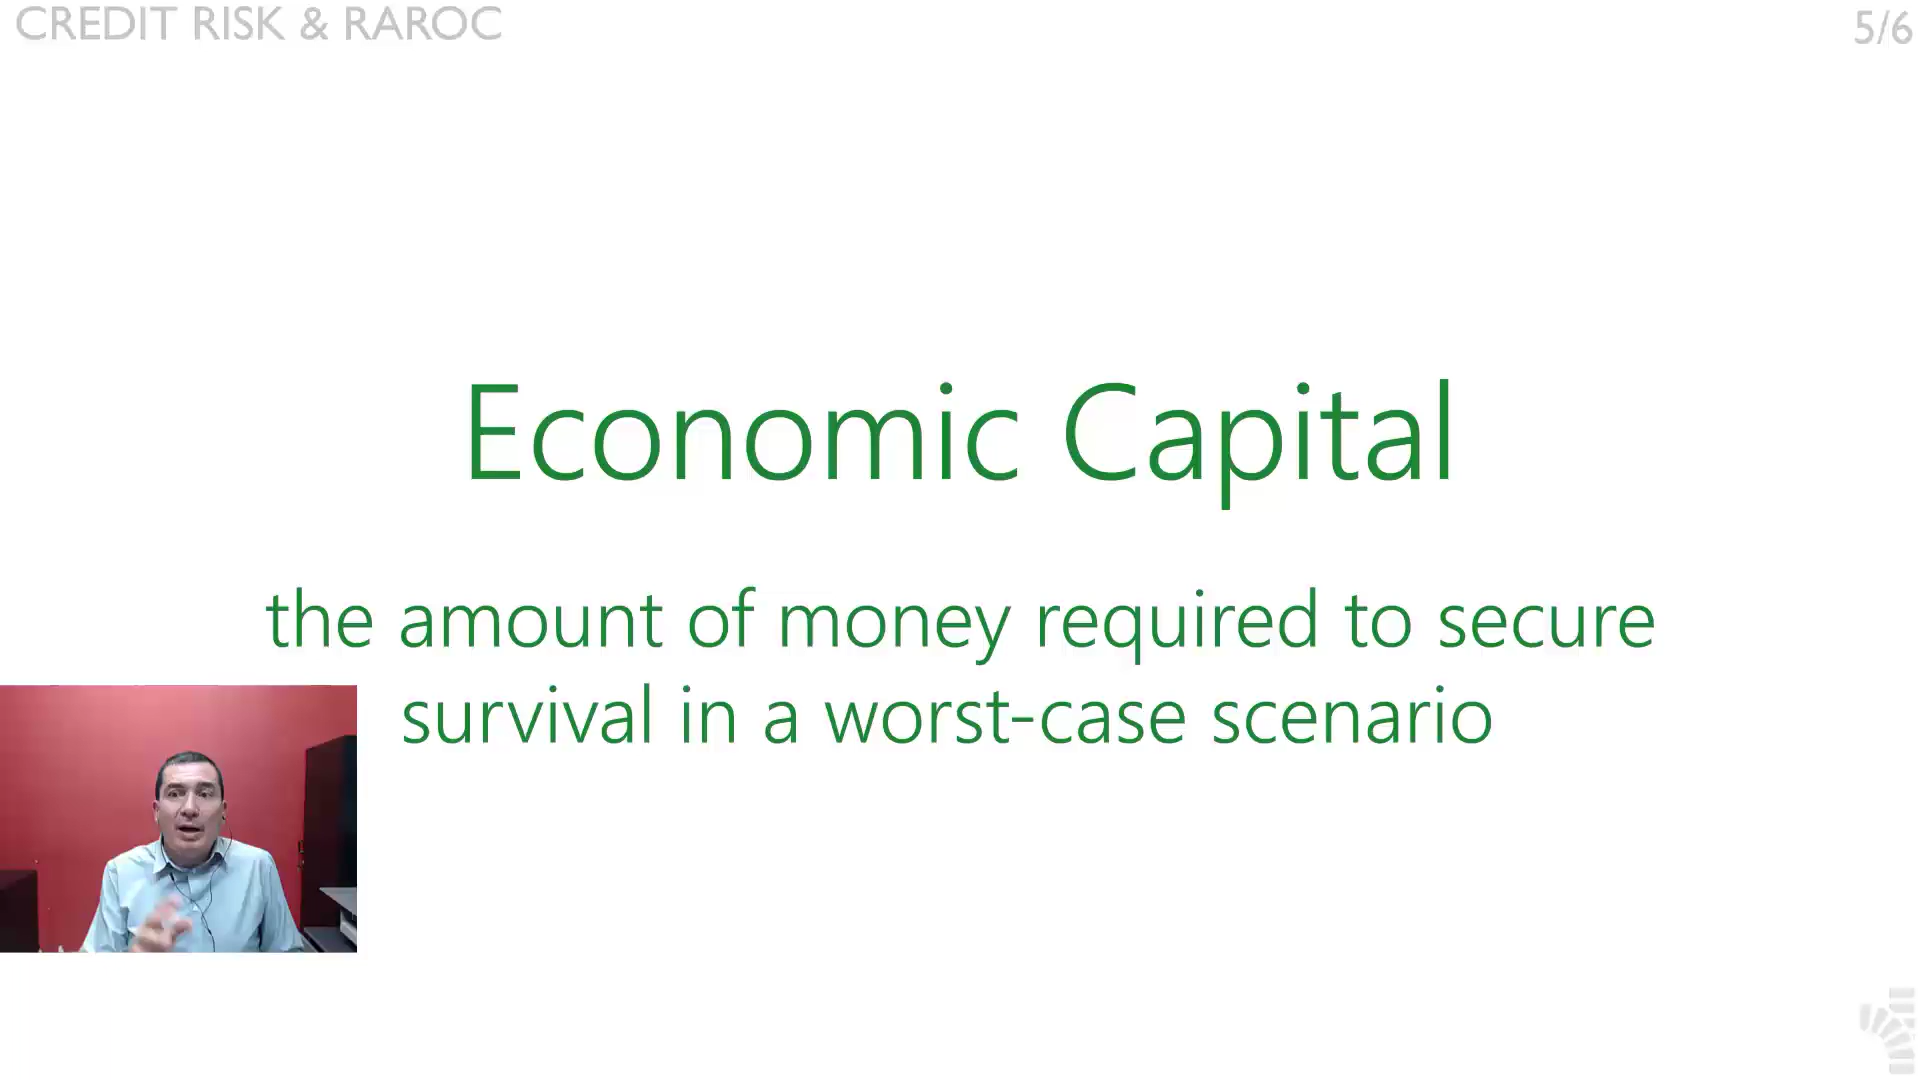 CREDIT RISK & RAROC
5/6
Economic Capital
the amount of money required to secure
survival in a worst-case scenario